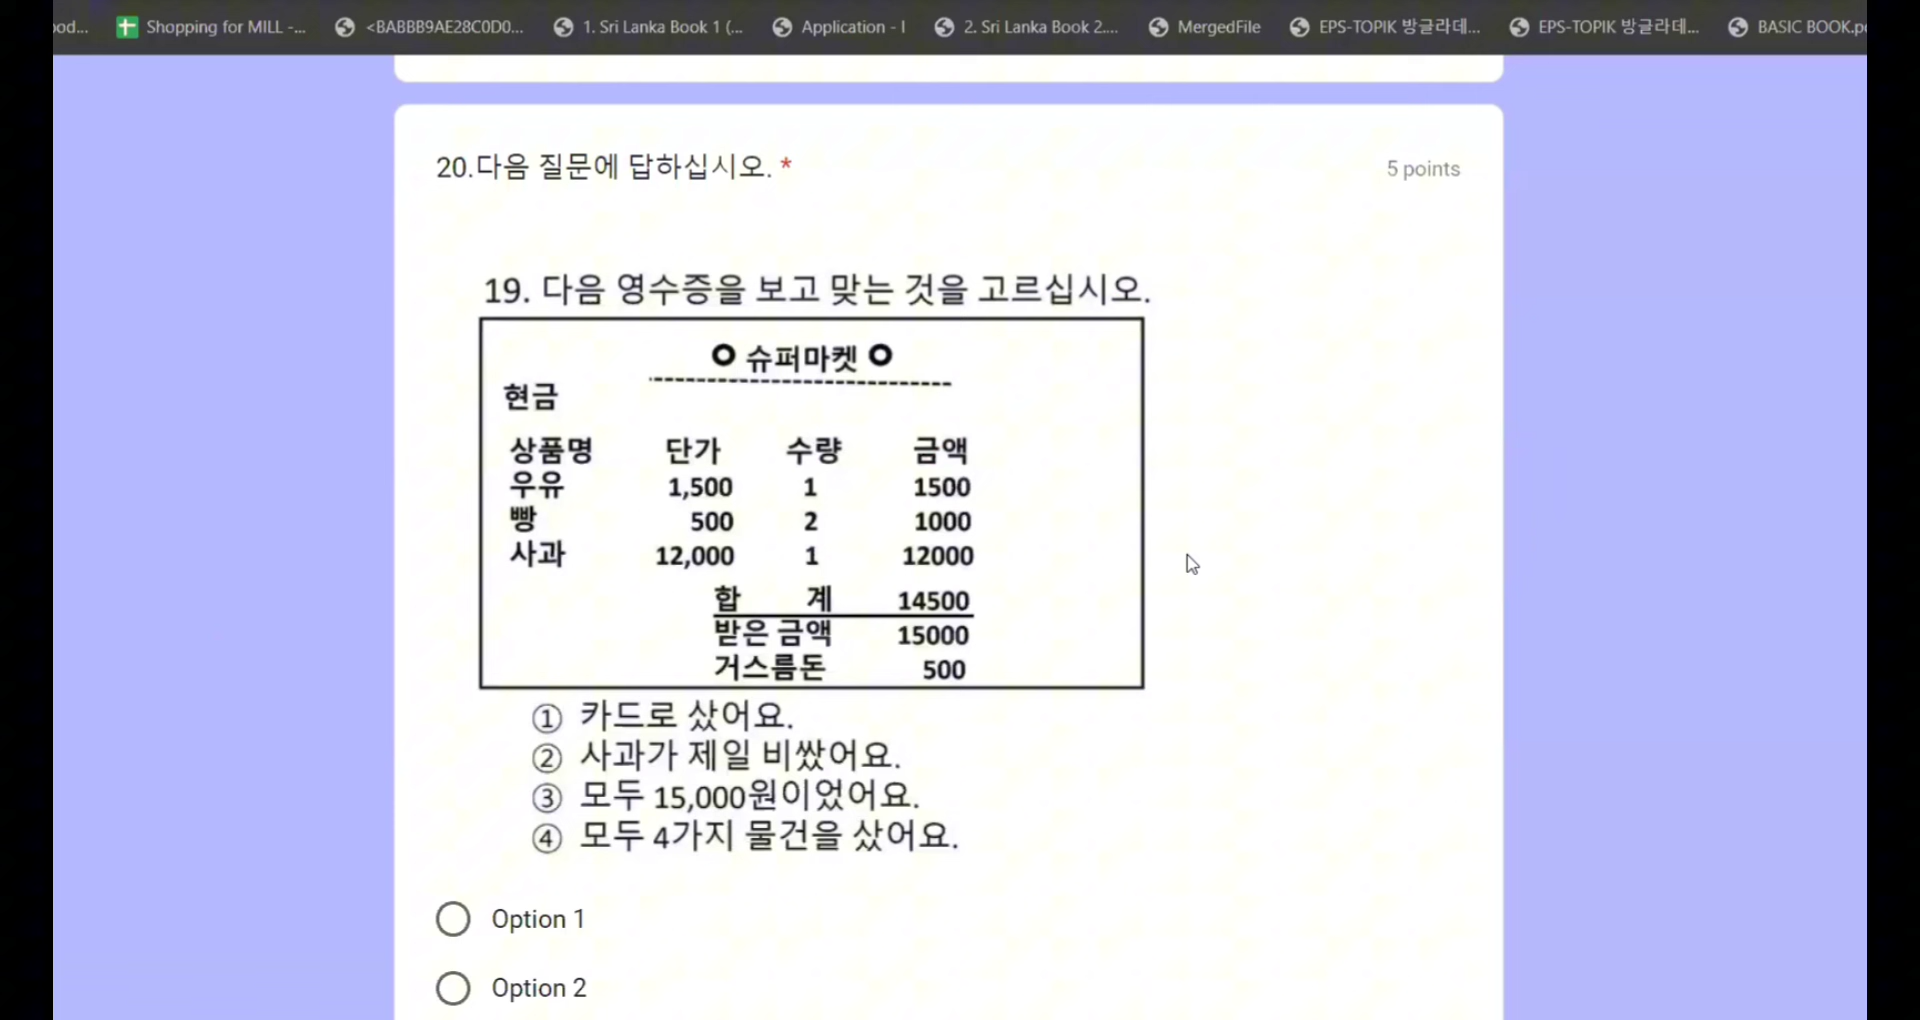 Shopping for MILL -... <BABBB9AE28C0D0... 1. Sri Lanka Book 1 (... Application - I 2. Sri Lanka Book 2.... MergedFile EPS-TOPIK 방글라데... EPS-TOPIK 방글라데... BASIC BOOK.p
20.다음 질문에 답하십시오. * 5 points
19. 다음 영수증을 보고 맞는 것을 고르십시오.
슈퍼마켓
현금
상품명 단가 수량 금액
우유 1,500 1 1500
빵 500 2 1000
사과 12,000 1 12000
합 계 14500
받은 금액 15000
거스름돈 500
① 카드로 샀어요.
② 사과가 제일 비쌌어요.
③ 모두 15,000원이었어요.
④ 모두 4가지 물건을 샀어요.
Option 1
Option 2